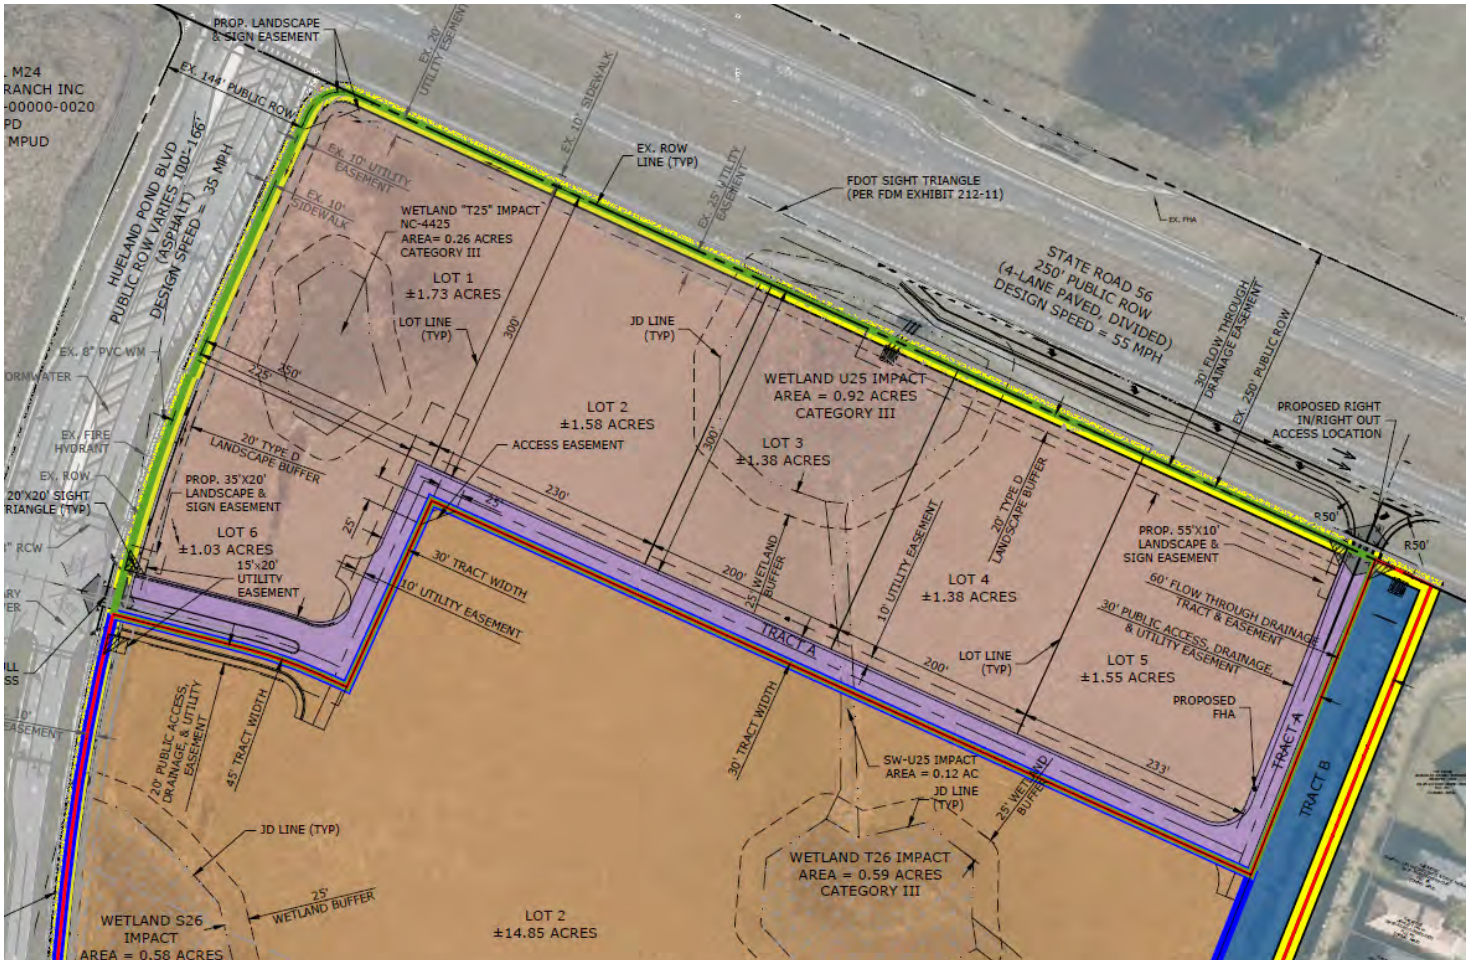 PROP. LANDSCAPE
& SIGN EASEMENT
M24
RANCH INC
-00000-0020
PD
MPUD
EX. 144' PUBLIC ROW
EX. 20'
UTILITY ESEMENT
EX. 10' SIDEWALK
EX. ROW
LINE (TYP)
EX. 25' UTILITY
EASEMENT
FDOT SIGHT TRIANGLE
(PER FDM EXHIBIT 212-11)
EX. FHA
HUELAND POND BLVD
PUBLIC ROW VARIES 100'-166'
(ASPHALT)
DESIGN SPEED = 35 MPH
EX. 10' UTILITY
EASEMENT
EX. 10'
SIDEWALK
WETLAND "T25" IMPACT
NC-4425
AREA= 0.26 ACRES
CATEGORY III
LOT 1
±1.73 ACRES
LOT LINE
(TYP)
300'
JD LINE
(TYP)
STATE ROAD 56
250' PUBLIC ROW
(4-LANE PAVED, DIVIDED)
DESIGN SPEED = 55 MPH
30' FLOW THROUGH
DRAINAGE EASEMENT
EX. 250' PUBLIC ROW
EX. 8" PVC WM
ORMWATER
225'
250'
WETLAND U25 IMPACT
AREA = 0.92 ACRES
CATEGORY III
LOT 2
±1.58 ACRES
ACCESS EASEMENT
300'
LOT 3
±1.38 ACRES
PROPOSED RIGHT
IN/RIGHT OUT
ACCESS LOCATION
EX. FIRE
HYDRANT
20' TYPE D
LANDSCAPE BUFFER
EX. ROW
20'X20' SIGHT
TRIANGLE (TYP)
PROP. 35'X20'
LANDSCAPE &
SIGN EASEMENT
LOT 6
±1.03 ACRES
15'x20'
UTILITY
EASEMENT
" RCW
25'
25'
230'
20' TYPE D
LANDSCAPE BUFFER
R50'
R50'
PROP. 55'X10'
LANDSCAPE &
SIGN EASEMENT
30' TRACT WIDTH
10' UTILITY EASEMENT
200'
25' WETLAND
BUFFER
10' UTILITY EASEMENT
LOT 4
±1.38 ACRES
60' FLOW THROUGH DRAINAGE
TRACT & EASEMENT
30' PUBLIC ACCESS, DRAINAGE,
& UTILITY EASEMENT
TRACT A
200'
LOT LINE
(TYP)
LOT 5
±1.55 ACRES
PROPOSED
FHA
ULL
SS
10'
EASEMENT
20' PUBLIC ACCESS,
DRAINAGE, & UTILITY
EASEMENT
45' TRACT WIDTH
30' TRACT WIDTH
SW-U25 IMPACT
AREA = 0.12 AC
JD LINE
(TYP)
25' WETLAND
BUFFER
233'
TRACT A
TRACT B
JD LINE (TYP)
25'
WETLAND BUFFER
WETLAND T26 IMPACT
AREA = 0.59 ACRES
CATEGORY III
WETLAND S26
IMPACT
AREA = 0.58 ACRES
LOT 2
±14.85 ACRES